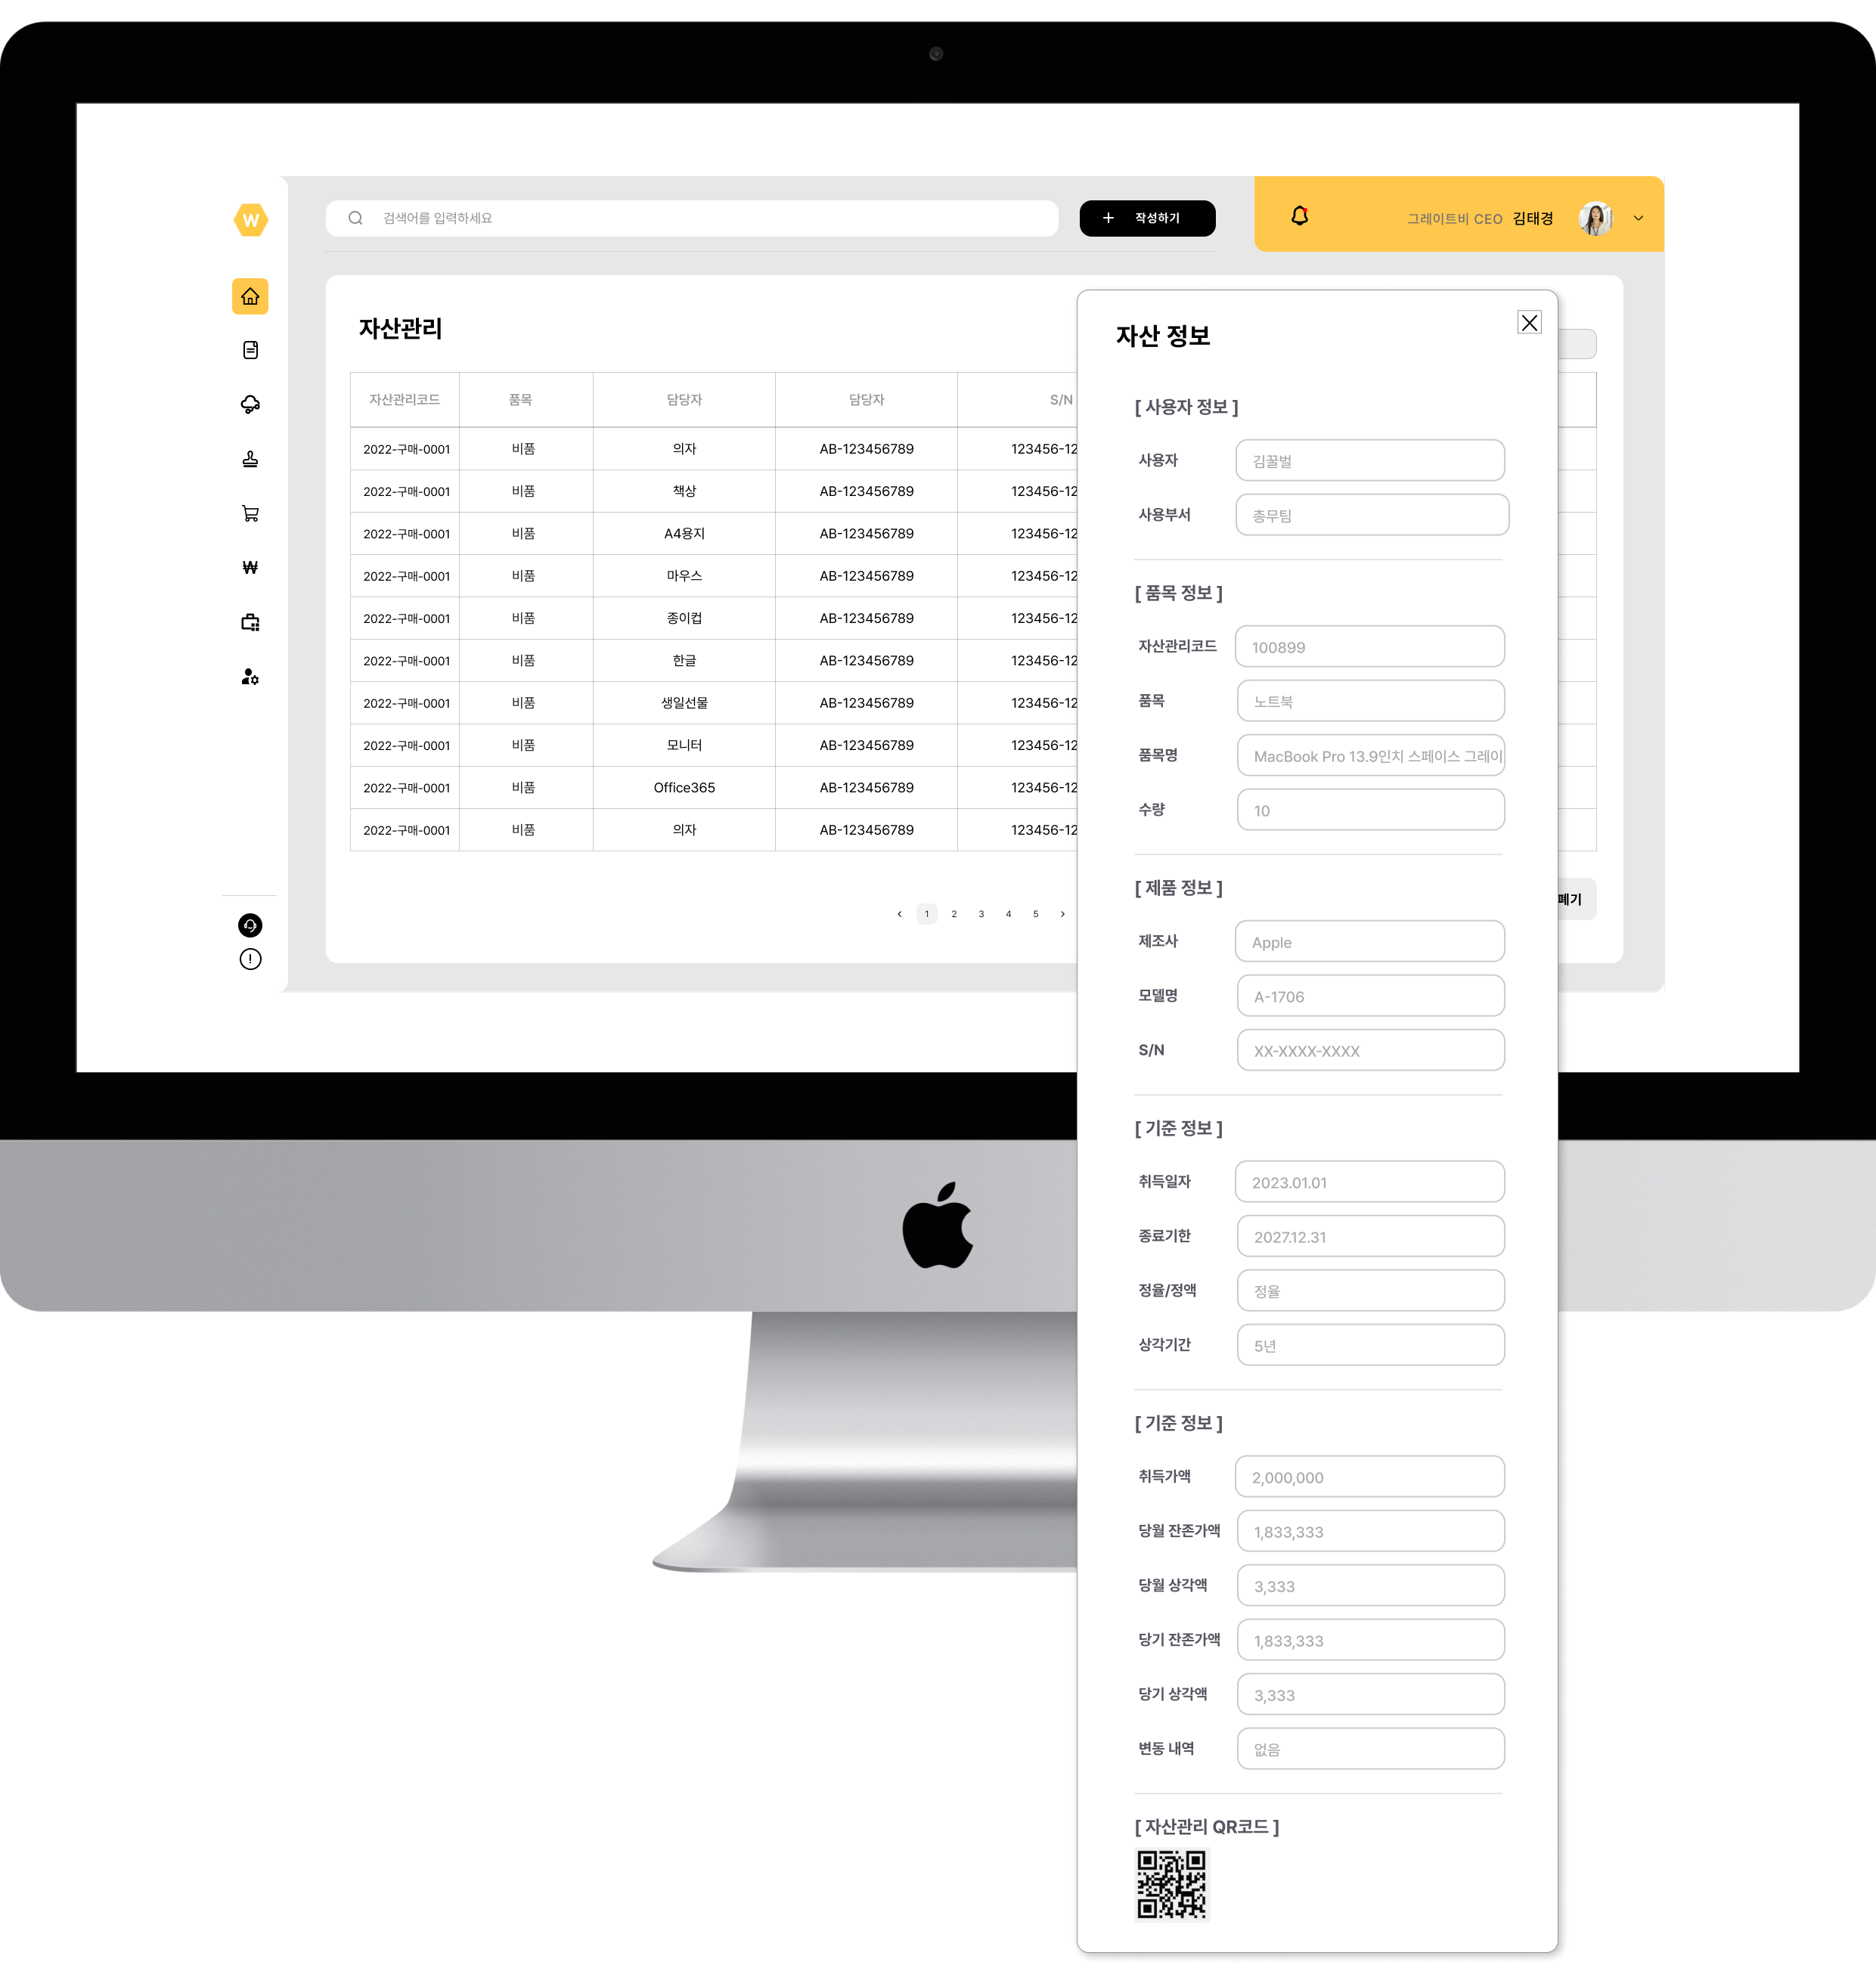 W
검색어를 입력하세요
+ 작성하기
그레이트비 CEO 김태경
자산관리
자산관리코드 품목 담당자 담당자 S/N
2022-구매-0001 비품 의자 AB-123456789 123456-12
2022-구매-0001 비품 책상 AB-123456789 123456-12
2022-구매-0001 비품 A4용지 AB-123456789 123456-12
2022-구매-0001 비품 마우스 AB-123456789 123456-12
2022-구매-0001 비품 종이컵 AB-123456789 123456-12
2022-구매-0001 비품 한글 AB-123456789 123456-12
2022-구매-0001 비품 생일선물 AB-123456789 123456-12
2022-구매-0001 비품 모니터 AB-123456789 123456-12
2022-구매-0001 비품 Office365 AB-123456789 123456-12
2022-구매-0001 비품 의자 AB-123456789 123456-12
1 2 3 4 5
폐기
자산 정보
[ 사용자 정보 ]
사용자 김꿀벌
사용부서 총무팀
[ 품목 정보 ]
자산관리코드 100899
품목 노트북
품목명 MacBook Pro 13.9인치 스페이스 그레이
수량 10
[ 제품 정보 ]
제조사 Apple
모델명 A-1706
S/N XX-XXXX-XXXX
[ 기준 정보 ]
취득일자 2023.01.01
종료기한 2027.12.31
정율/정액 정율
상각기간 5년
[ 기준 정보 ]
취득가액 2,000,000
당월 잔존가액 1,833,333
당월 상각액 3,333
당기 잔존가액 1,833,333
당기 상각액 3,333
변동 내역 없음
[ 자산관리 QR코드 ]